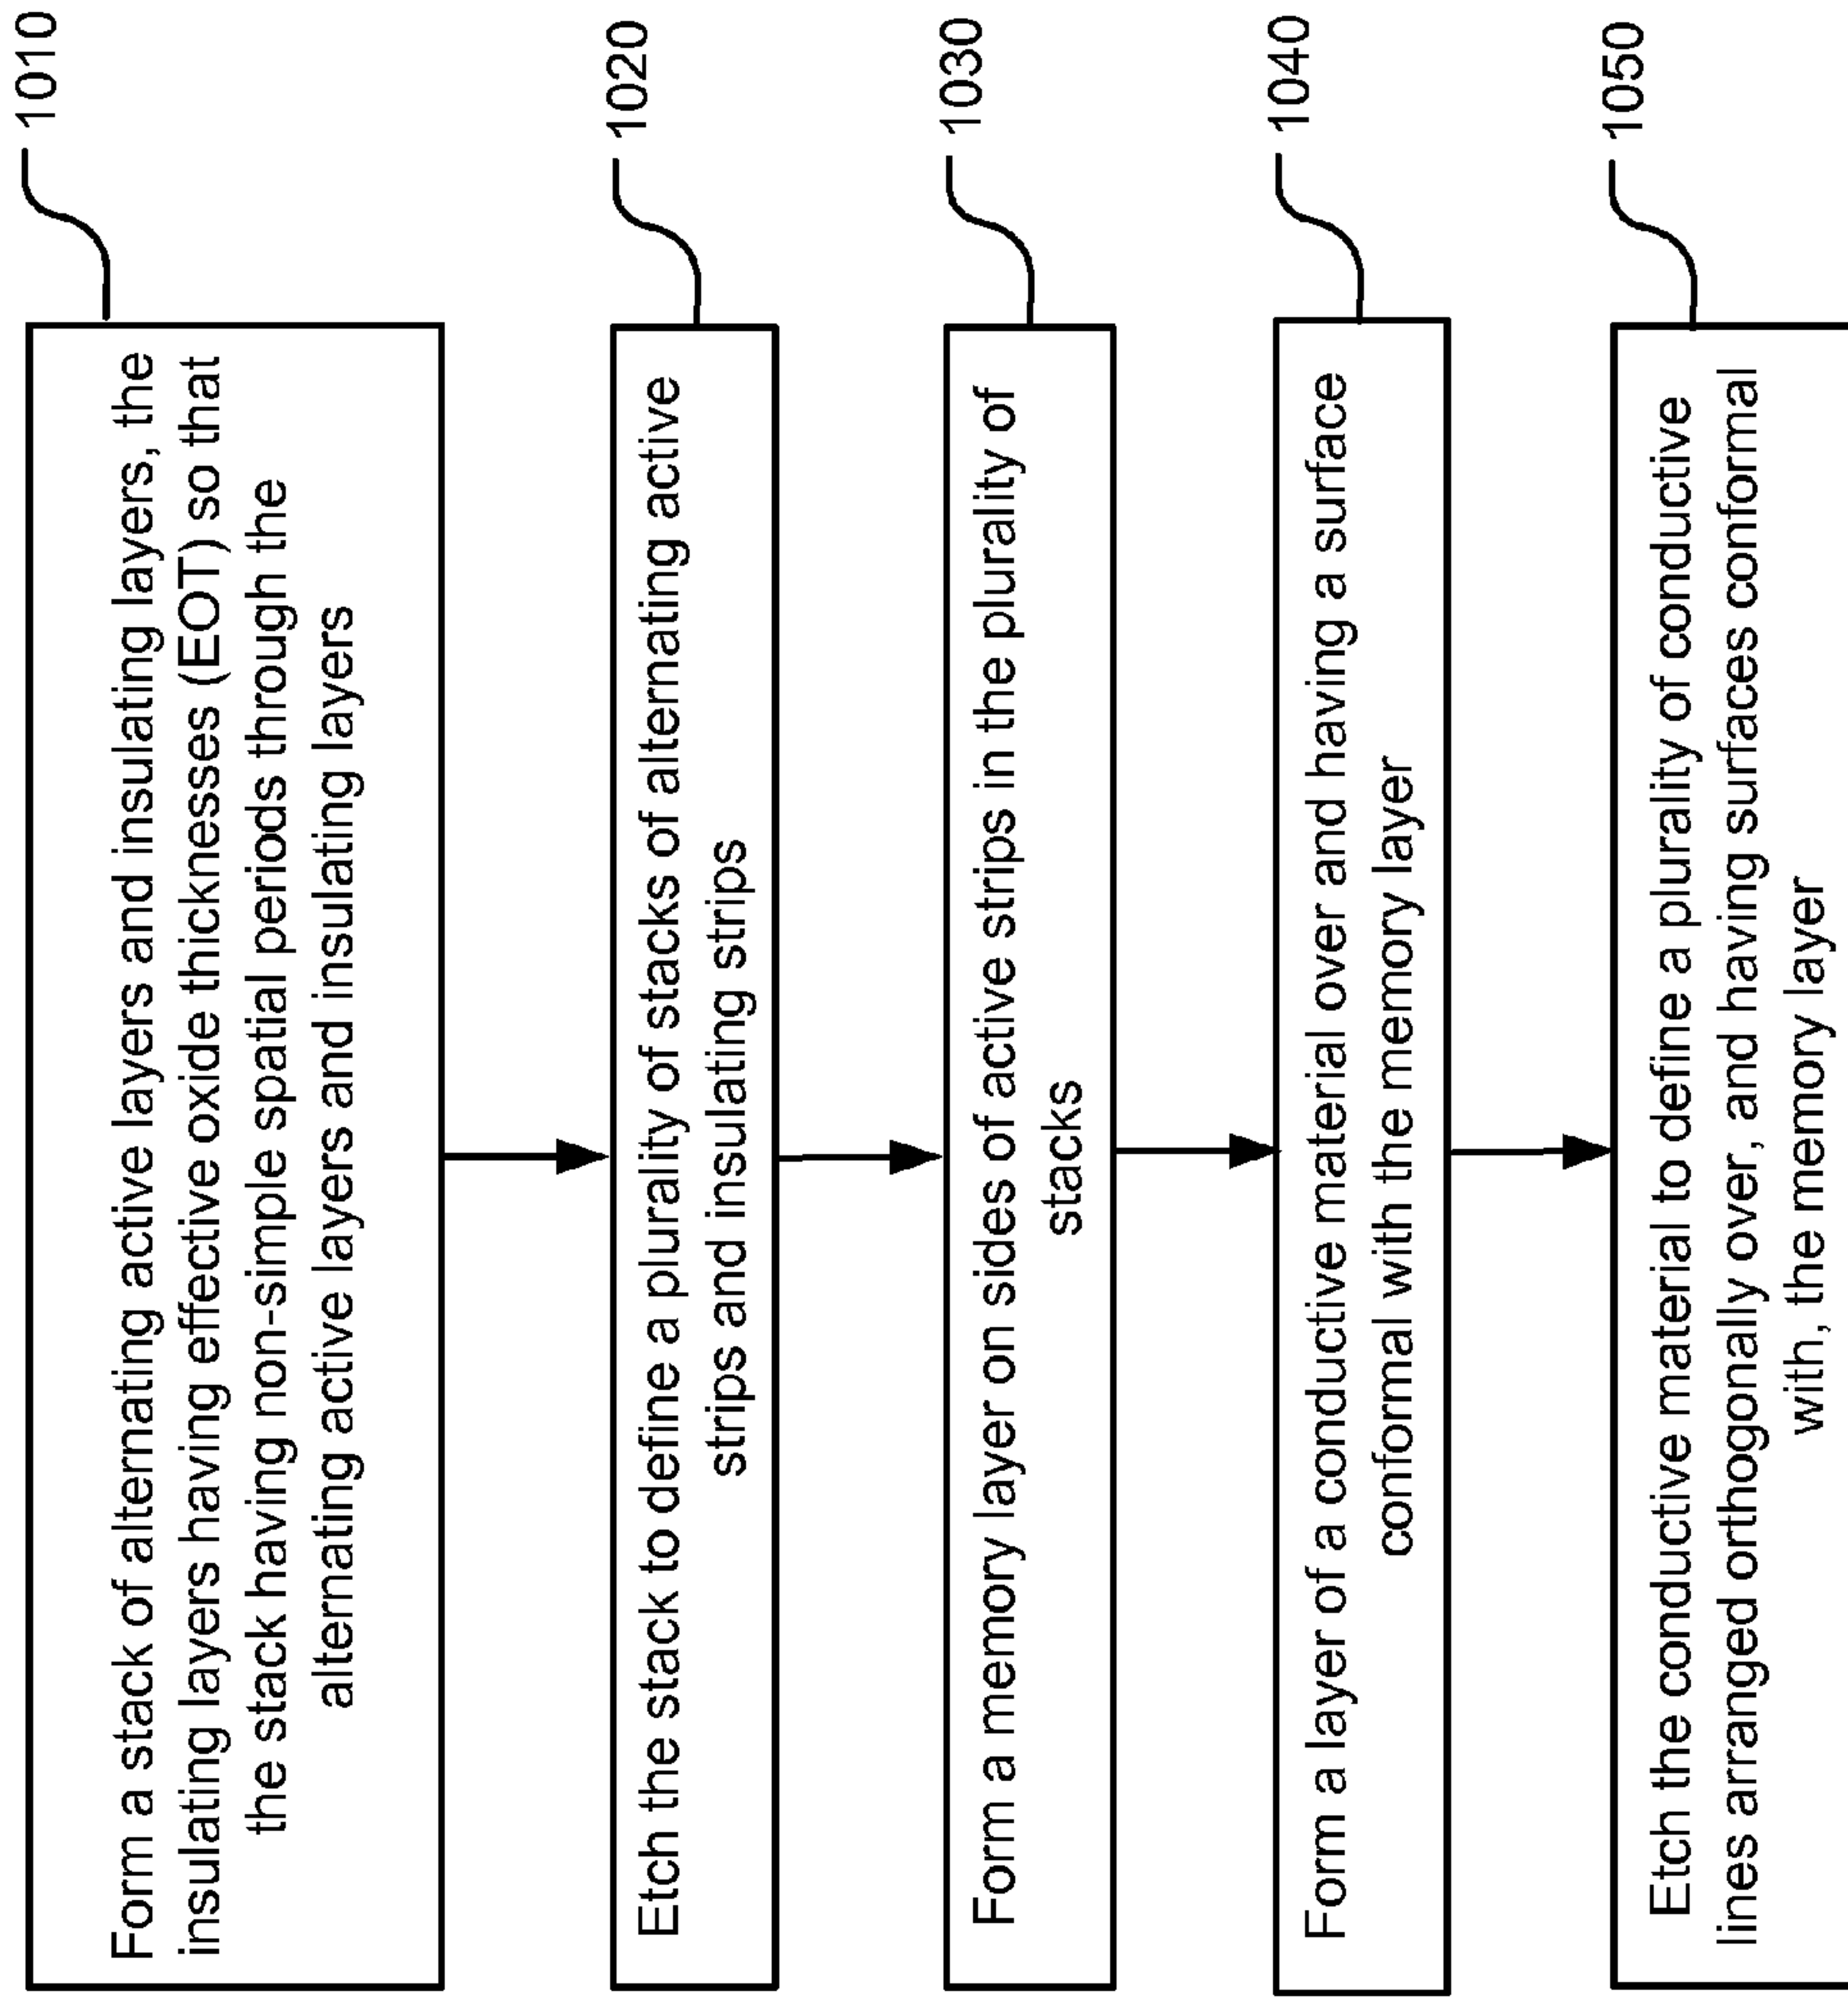 Form a stack of alternating active layers and insulating layers, the
insulating layers having effective oxide thicknesses (EOT) so that
the stack having non-simple spatial periods through the
alternating active layers and insulating layers
1010
Etch the stack to define a plurality of stacks of alternating active
strips and insulating strips
1020
Form a memory layer on sides of active strips in the plurality of
stacks
1030
Form a layer of a conductive material over and having a surface
conformal with the memory layer
1040
Etch the conductive material to define a plurality of conductive
lines arranged orthogonally over, and having surfaces conformal
with, the memory layer
1050